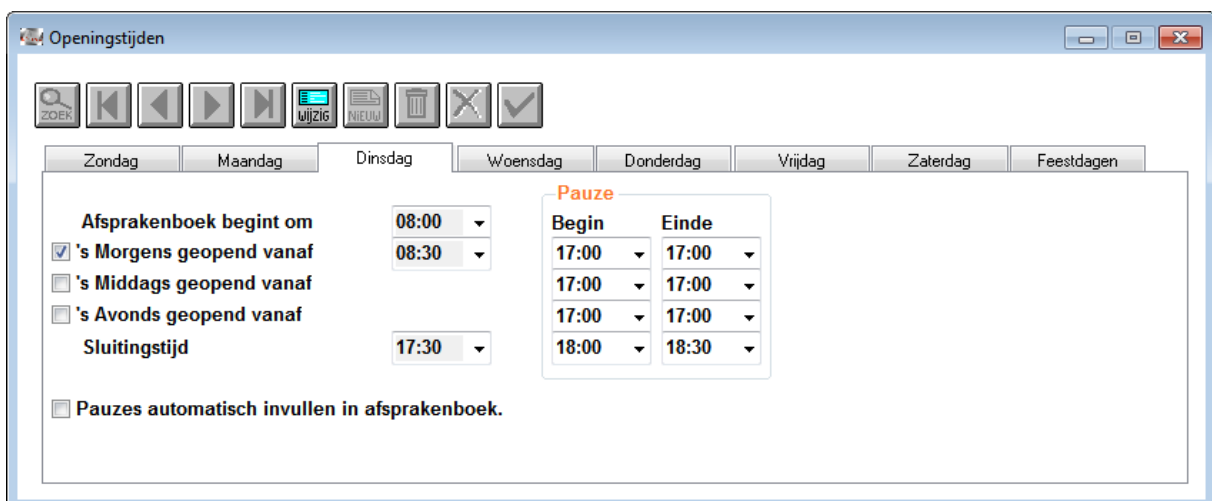 Openingstijden
ZOEK WIJZIG NIEUW
Zondag Maandag Dinsdag Woensdag Donderdag Vrijdag Zaterdag Feestdagen
Pauze
Afsprakenboek begint om 08:00 Begin Einde
's Morgens geopend vanaf 08:30 17:00 17:00
's Middags geopend vanaf 17:00 17:00
's Avonds geopend vanaf 17:00 17:00
Sluitingstijd 17:30 18:00 18:30
Pauzes automatisch invullen in afsprakenboek.